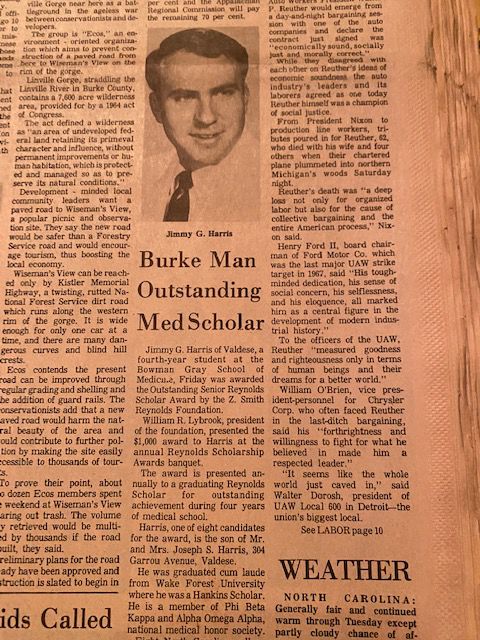 ville Gorge near here as a bat-
tleground in the ageless war
between conservationists and de-
velopers.
The group is "Ecos," an en-
vironment - oriented organiza-
tion which aims to prevent con-
struction of a paved road from
here to Wiseman's View on the
rim of the gorge.
Linville Gorge, straddling the
Linville River in Burke County,
contains a 7,600 acre wilderness
area, provided for by a 1964 act
of Congress.
The act defined a wilderness
as "an area of undeveloped fed-
eral land retaining its primeval
character and influence, without
permanent improvements or hu-
man habitation, which is protect-
ed and managed so as to pre-
serve its natural conditions."
Development - minded local
community leaders want a
paved road to Wiseman's View,
a popular picnic and observa-
tion site. They say the new road
would be safer than a Forestry
Service road and would encour-
age tourism, thus boosting the
local economy.
Wiseman's View can be reach-
ed only by Kistler Memorial
Highway, a twisting, rutted Na-
tional Forest Service dirt road
which runs along the western
rim of the gorge. It is wide
enough for only one car at a
time, and there are many dan-
gerous curves and blind hill
crests.
Ecos contends the present
road can be improved through
regular grading and shelling and
the addition of guard rails. The
conservationists add that a new
paved road would harm the nat-
ural beauty of the area and
would contribute to further pol-
lution by making the site easily
accessible to thousands of tour-
ists.
To prove their point, about
two dozen Ecos members spent
the weekend at Wiseman's View
clearing out trash. The volume
they retrieved would be multi-
plied by thousands if the road
built, they said.
Preliminary plans for the road
already have been approved and
construction is slated to begin in
ids Called
per cent and the Appalachian
Regional Commission will pay
the remaining 70 per cent.
Jimmy G. Harris
Burke Man
Outstanding
Med Scholar
Jimmy G. Harris of Valdese, a
fourth-year student at the
Bowman Gray School of
Medicine, Friday was awarded
the Outstanding Senior Reynolds
Scholar Award by the Z. Smith
Reynolds Foundation.
William R. Lybrook, president
of the foundation, presented the
$1,000 award to Harris at the
annual Reynolds Scholarship
Awards banquet.
The award is presented an-
nually to a graduating Reynolds
Scholar for outstanding
achievement during four years
of medical school.
Harris, one of eight candidates
for the award, is the son of Mr.
and Mrs. Joseph S. Harris, 304
Garrou Avenue, Valdese.
He was graduated cum laude
from Wake Forest University
where he was a Hankins Scholar.
He is a member of Phi Beta
Kappa and Alpha Omega Alpha,
national medical honor society.
P. Reuther would emerge from
a day-and-night bargaining ses-
sion with one of the auto
companies and declare the
contract just signed was
"economically sound, socially
just and morally correct."
While they disagreed with
each other on Reuther's ideas of
economic soundness the auto
industry's leaders and its
laborers agreed as one today
Reuther himself was a champion
of social justice.
From President Nixon to
production line workers, tri-
butes poured in for Reuther, 62,
who died with his wife and four
others when their chartered
plane plummeted into northern
Michigan's woods Saturday
night.
Reuther's death was "a deep
loss not only for organized
labor but also for the cause of
collective bargaining and the
entire American process," Nix-
on said.
Henry Ford II, board chair-
man of Ford Motor Co. which
was the last major UAW strike
target in 1967, said "His tough-
minded dedication, his sense of
social concern, his selflessness,
and his eloquence, all marked
him as a central figure in the
development of modern indus-
trial history."
To the officers of the UAW,
Reuther "measured goodness
and righteousness only in terms
of human beings and their
dreams for a better world."
William O'Brien, vice pres-
ident-personnel for Chrysler
Corp. who often faced Reuther
in the last-ditch bargaining,
said his "forthrightness and
willingness to fight for what he
believed in made him a
respected leader."
"It seems like the whole
world just caved in," said
Walter Dorosh, president of
UAW Local 600 in Detroit—the
union's biggest local.
See LABOR page 10
WEATHER
NORTH CAROLINA:
Generally fair and continued
warm through Tuesday except
partly cloudy chance of af-